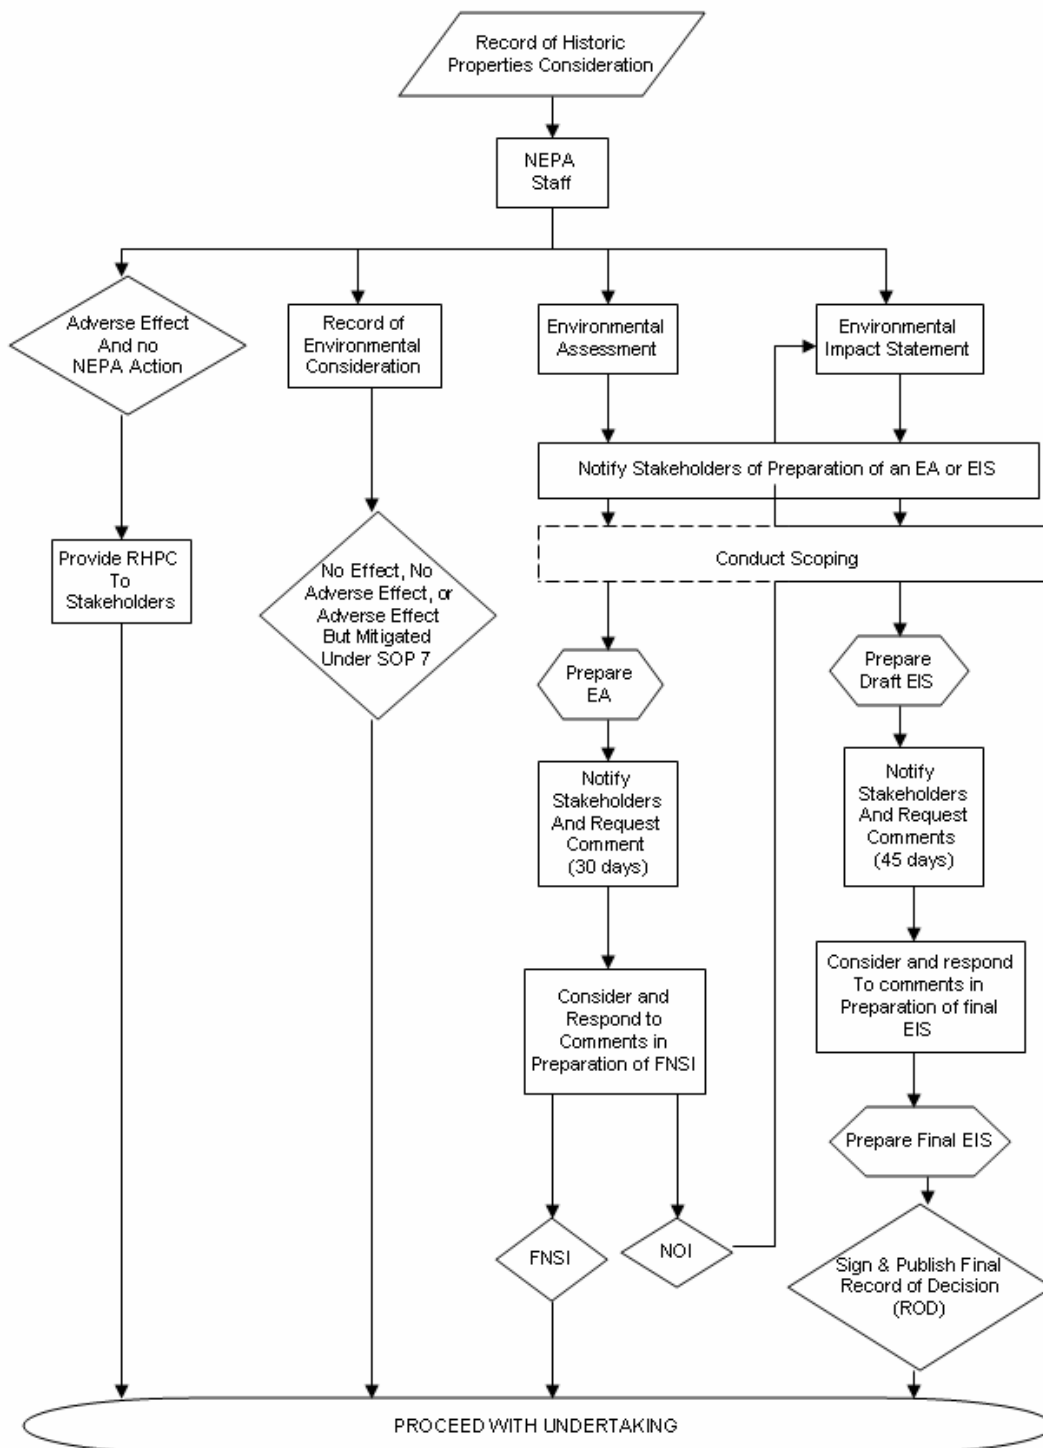 Record of Historic
Properties Consideration
NEPA
Staff
Adverse Effect
And no
NEPA Action
Record of
Environmental
Consideration
Environmental
Assessment
Environmental
Impact Statement
Notify Stakeholders of Preparation of an EA or EIS
Conduct Scoping
Provide RHPC
To
Stakeholders
No Effect, No
Adverse Effect, or
Adverse Effect
But Mitigated
Under SOP 7
Prepare
EA
Prepare
Draft EIS
Notify
Stakeholders
And Request
Comment
(30 days)
Notify
Stakeholders
And Request
Comments
(45 days)
Consider and
Respond to
Comments in
Preparation of FNSI
Consider and respond
To comments in
Preparation of final
EIS
Prepare Final EIS
FNSI
NOI
Sign & Publish Final
Record of Decision
(ROD)
PROCEED WITH UNDERTAKING